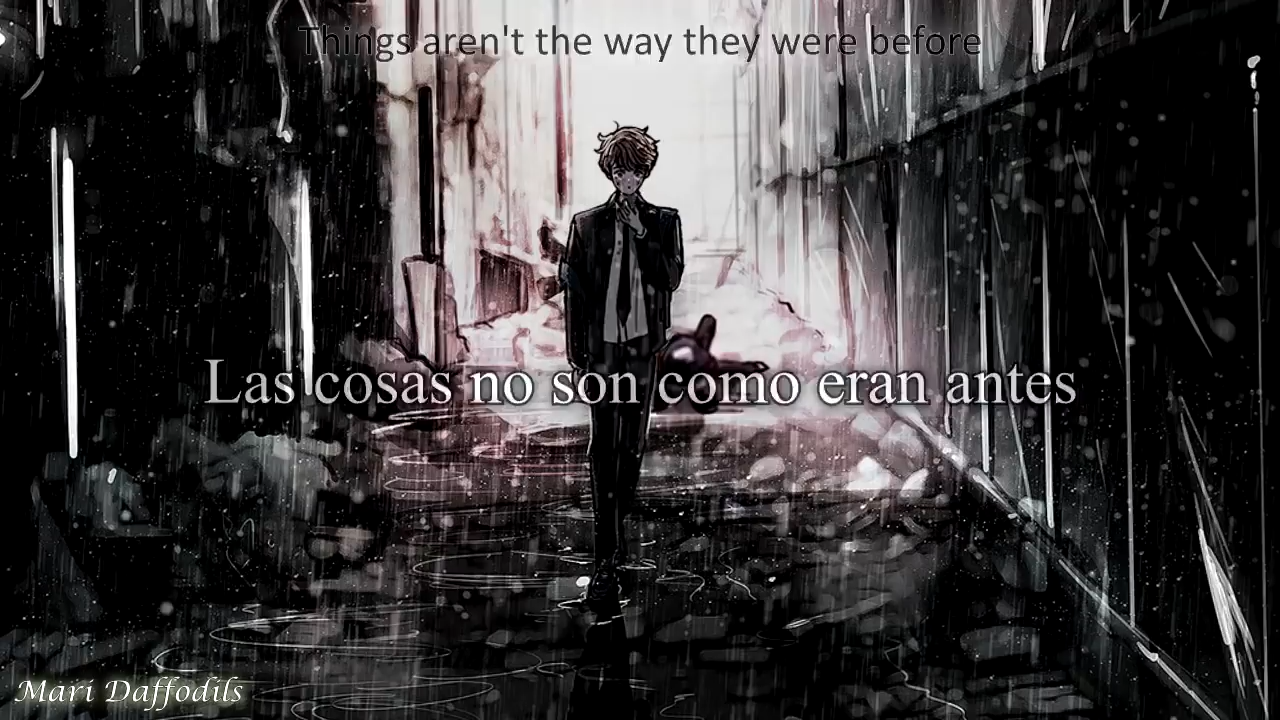 Things aren't the way they were before
Las cosas no son como eran antes
Mari Daffodils